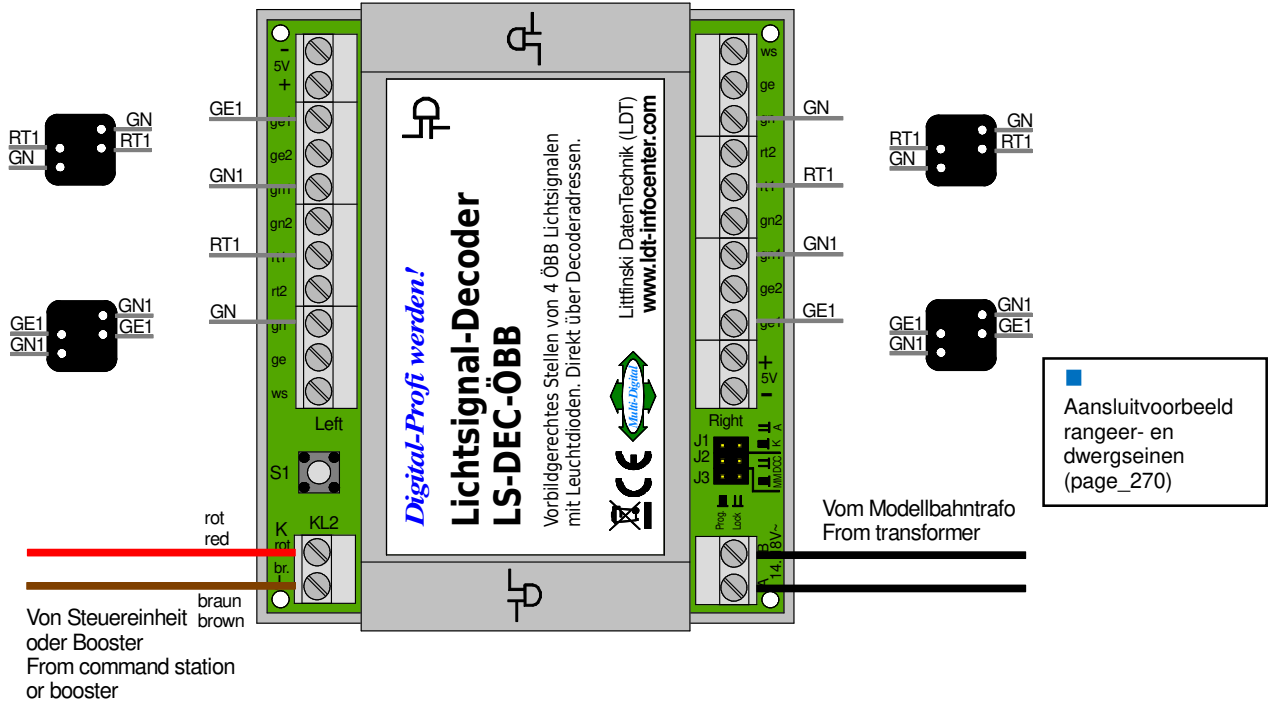 GN
RT1
RT1
GN
GN1
GE1
GE1
GN1
GE1
GN1
RT1
GN
-
5V
+
ge1
ge2
gn1
gn2
rt1
rt2
gn
ge
ws
Left
S1
K
KL2
rot
br.
rot
red
braun
brown
Von Steuereinheit
oder Booster
From command station
or booster
Digital-Profi werden!
Lichtsignal-Decoder
LS-DEC-ÖBB
Vorbildgerechtes Stellen von 4 ÖBB Lichtsignalen
mit Leuchtdioden. Direkt über Decoderadressen.
Multi-Digital
Littfinski DatenTechnik (LDT)
www.ldt-infocenter.com
CE
ws
ge
gn
rt2
rt1
gn2
gn1
ge2
ge1
+
5V
-
Right
J1
J2
J3
A
K
DCC
MM
Prog.
Lock
B
A
GN
RT1
GN1
GE1
GN
RT1
RT1
GN
GN1
GE1
GE1
GN1
Vom Modellbahntrafo
From transformer
Aansluitvoorbeeld
rangeer- en
dwergseinen
(page_270)